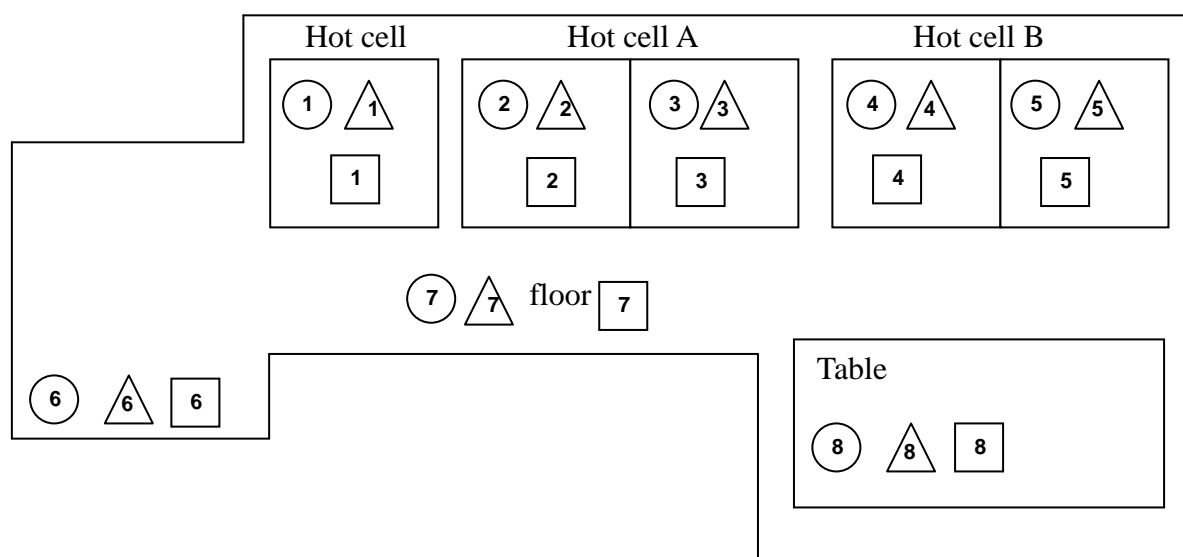 Hot cell Hot cell A Hot cell B
1 1 2 2 3 3 4 4 5 5
1 2 3 4 5
7 7 floor 7
Table
6 6 6
8 8 8